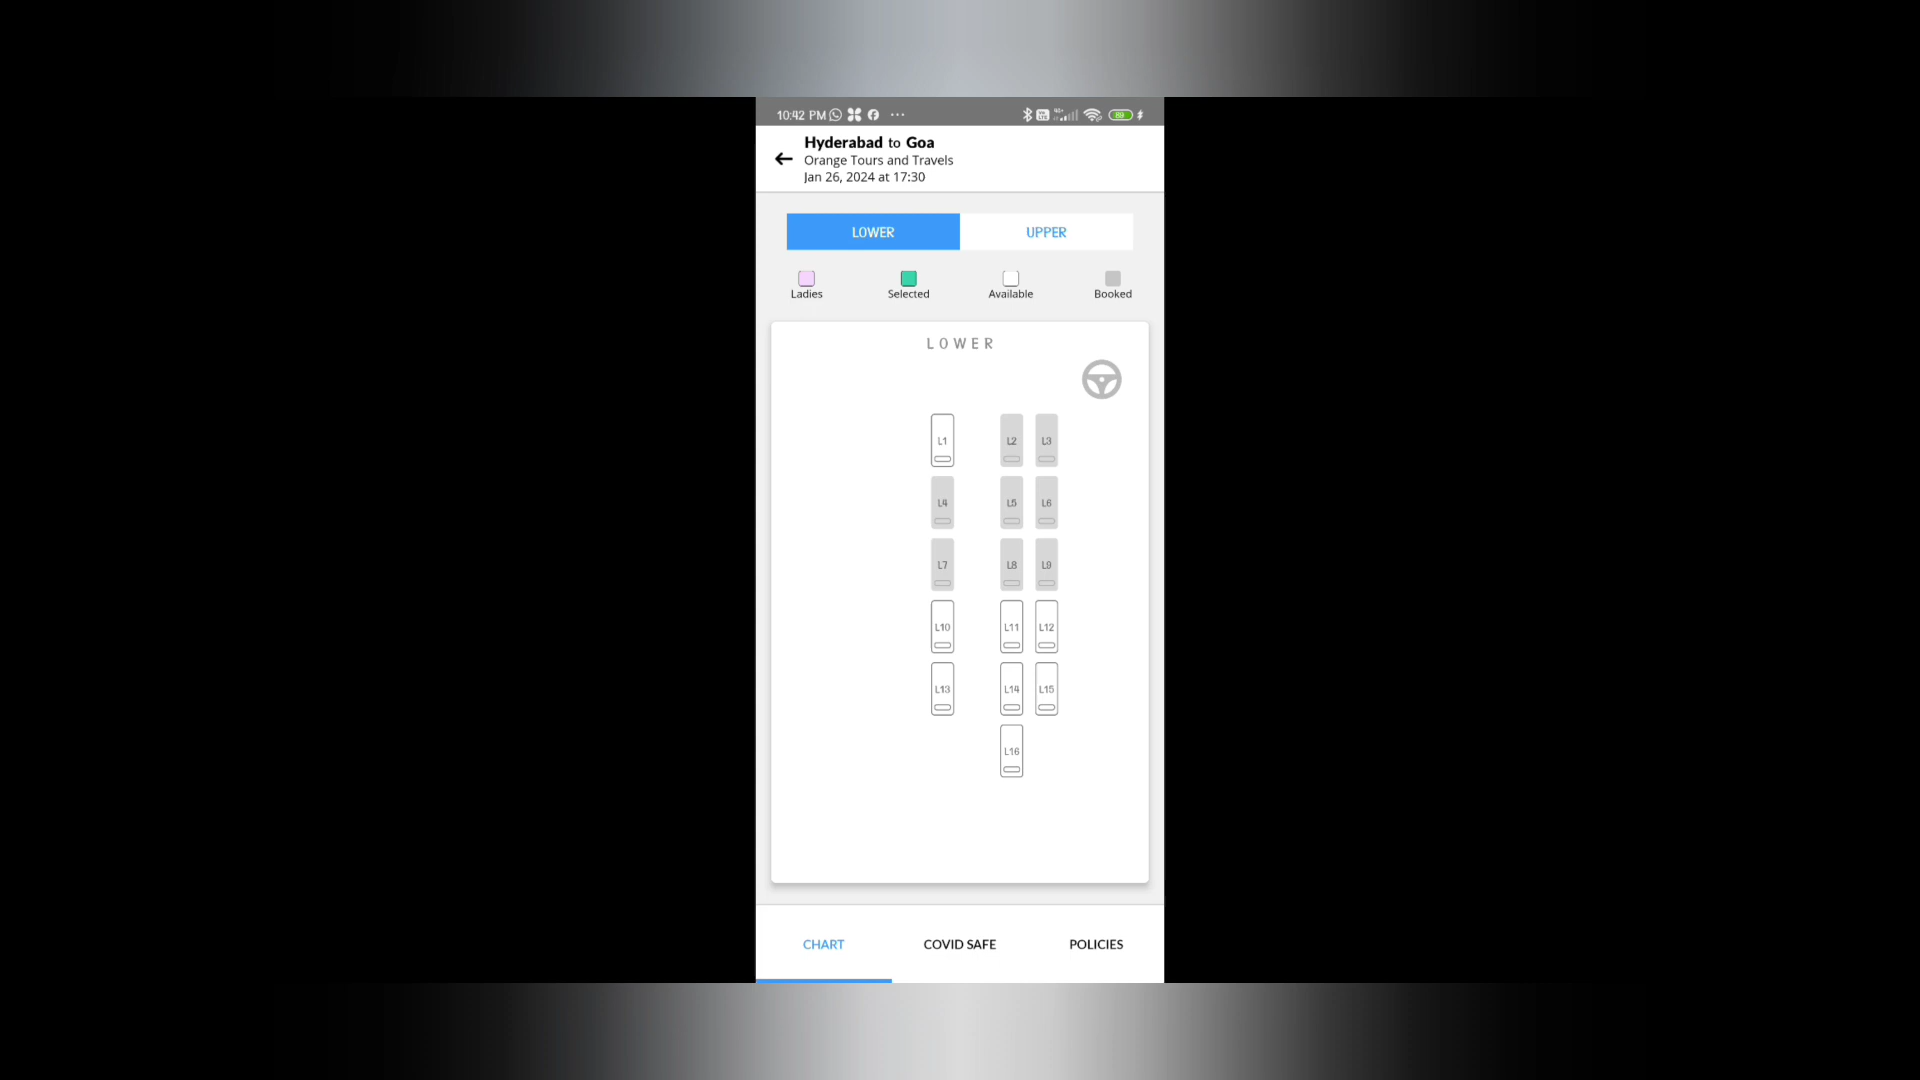 10:42 PM
Hyderabad to Goa
Orange Tours and Travels
Jan 26, 2024 at 17:30
LOWER UPPER
Ladies Selected Available Booked
LOWER
L1 L2 L3
L4 L5 L6
L7 L8 L9
L10 L11 L12
L13 L14 L15
L16
CHART COVID SAFE POLICIES